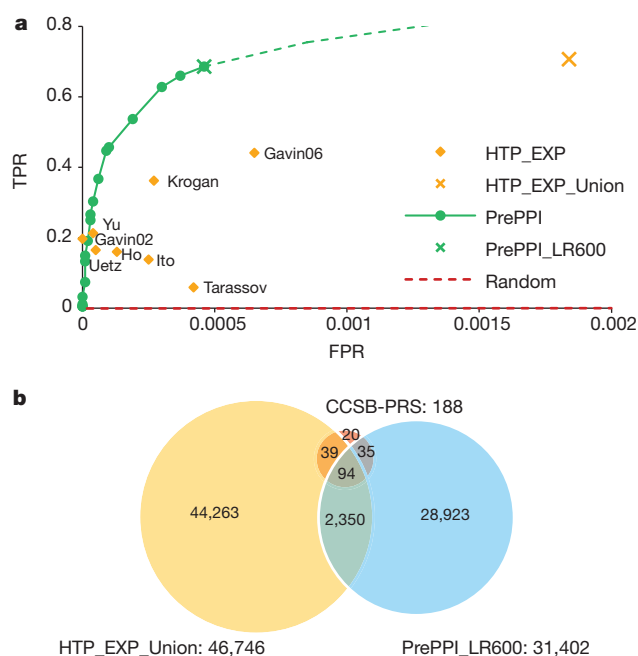 a
0.8
0.6
0.4
0.2
0
TPR
Gavin06
Krogan
Yu
Gavin02
Uetz
Ho
Ito
Tarassov
HTP_EXP
HTP_EXP_Union
PrePPI
PrePPI_LR600
Random
0 0.0005 0.001 0.0015 0.002
FPR
b
CCSB-PRS: 188
20
39 35
94
44,263 2,350 28,923
HTP_EXP_Union: 46,746 PrePPI_LR600: 31,402